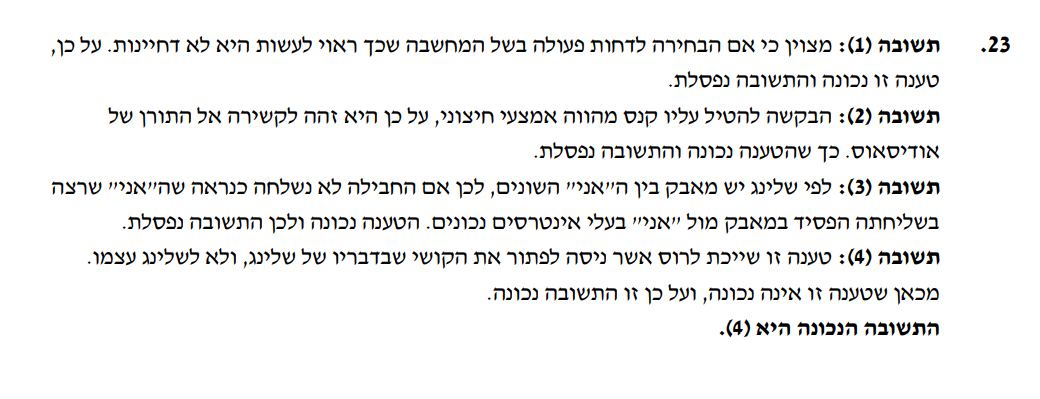 23. תשובה (1): מצוין כי אם הבחירה לדחות פעולה בשל המחשבה שכך ראוי לעשות היא לא דחיינות. על כן,
טענה זו נכונה והתשובה נפסלת.
תשובה (2): הבקשה להטיל עליו קנס מהווה אמצעי חיצוני, על כן היא זהה לקשירה אל התורן של
אודיסאוס. כך שהטענה נכונה והתשובה נפסלת.
תשובה (3): לפי שלינג יש מאבק בין ה"אני" השונים, לכן אם החבילה לא נשלחה כנראה שה"אני" שרצה
בשליחתה הפסיד במאבק מול "אני" בעלי אינטרסים נכונים. הטענה נכונה ולכן התשובה נפסלת.
תשובה (4): טענה זו שייכת לרוס אשר ניסה לפתור את הקושי שבדבריו של שלינג, ולא לשלינג עצמו.
מכאן שטענה זו אינה נכונה, ועל כן זו התשובה נכונה.
התשובה הנכונה היא (4).